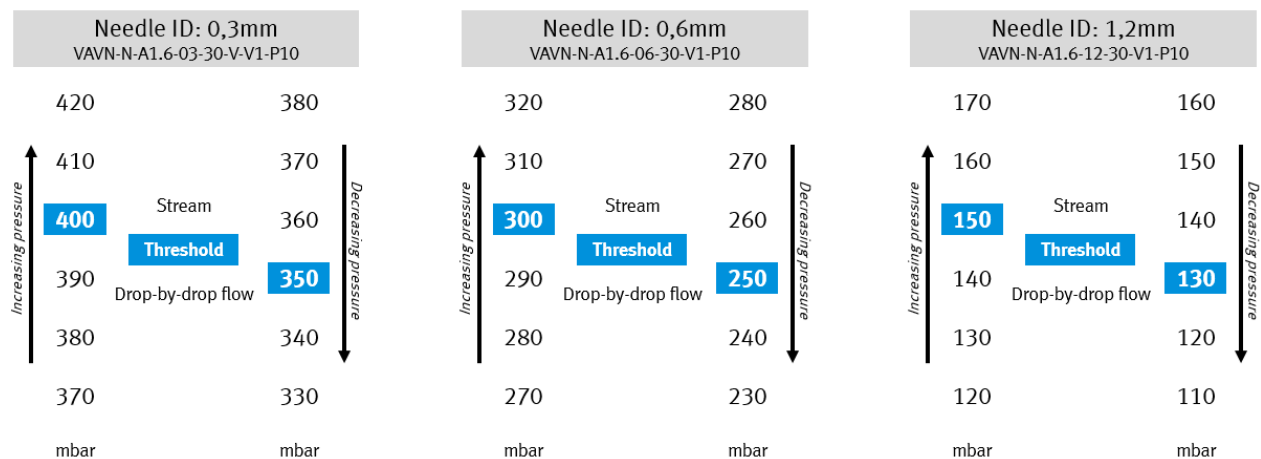 Needle ID: 0,3mm
VAVN-N-A1.6-03-30-V-V1-P10
420 380
410 370
400 Stream 360
Threshold
390 Drop-by-drop flow 350
380 340
370 330
mbar mbar
Increasing pressure
Decreasing pressure
Needle ID: 0,6mm
VAVN-N-A1.6-06-30-V1-P10
320 280
310 270
300 Stream 260
Threshold
290 Drop-by-drop flow 250
280 240
270 230
mbar mbar
Increasing pressure
Decreasing pressure
Needle ID: 1,2mm
VAVN-N-A1.6-12-30-V1-P10
170 160
160 150
150 Stream 140
Threshold
140 Drop-by-drop flow 130
130 120
120 110
mbar mbar
Increasing pressure
Decreasing pressure